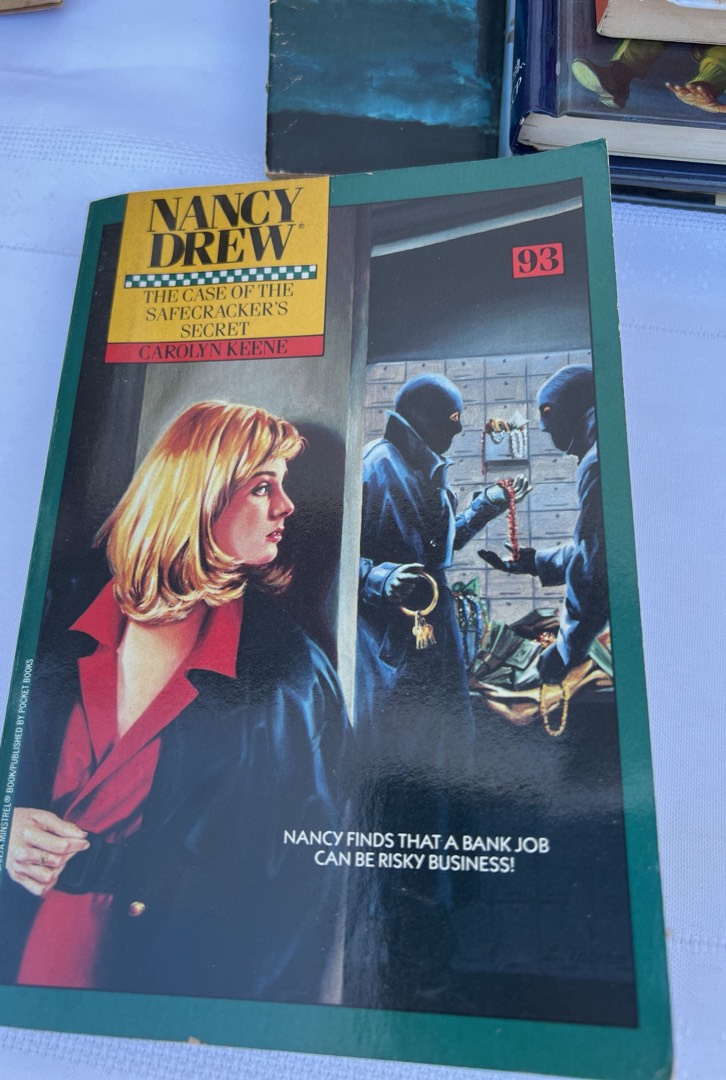 NANCY
DREW®
THE CASE OF THE
SAFECRACKER'S
SECRET
CAROLYN KEENE
93
NANCY FINDS THAT A BANK JOB
CAN BE RISKY BUSINESS!
MINSTREL® BOOK/PUBLISHED BY POCKET BOOKS